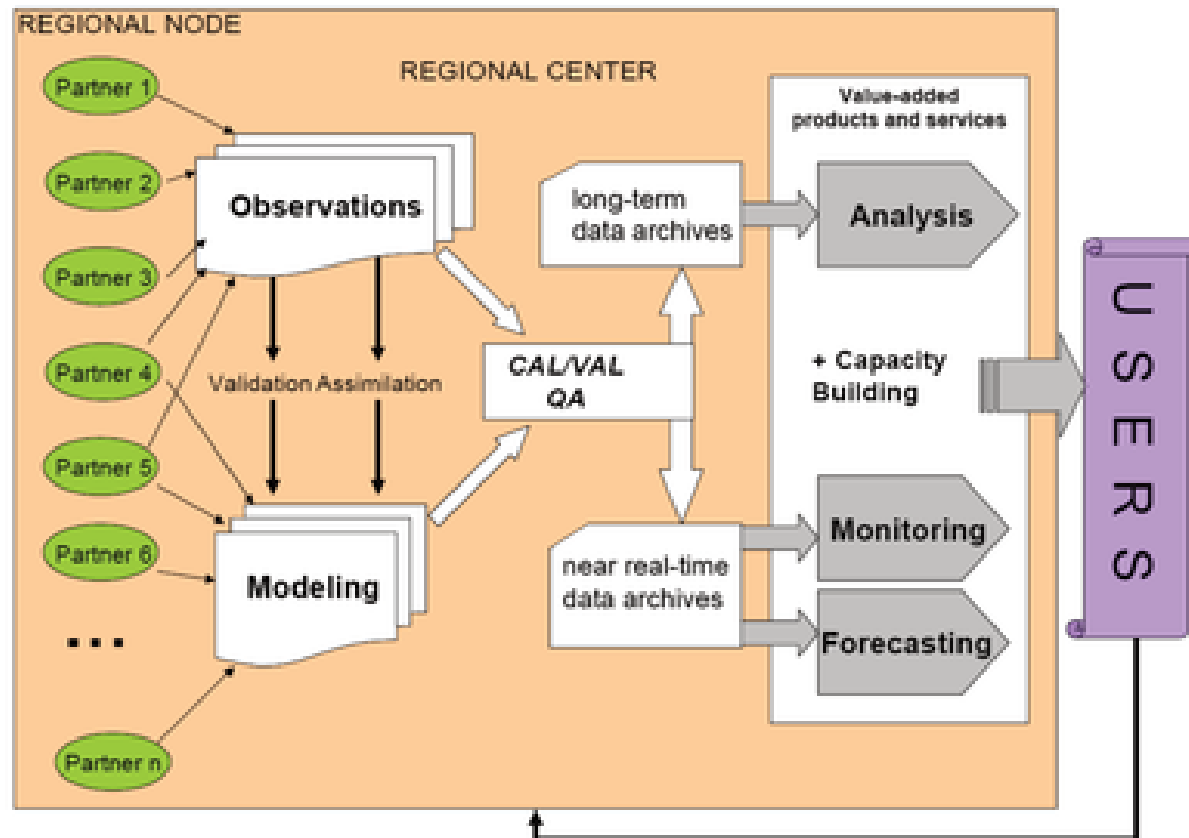 REGIONAL NODE
REGIONAL CENTER
Partner 1
Partner 2
Partner 3
Partner 4
Partner 5
Partner 6
...
Partner n
Observations
Validation Assimilation
Modeling
CAL/VAL
QA
long-term
data archives
near real-time
data archives
Value-added
products and services
Analysis
+ Capacity
Building
Monitoring
Forecasting
USERS